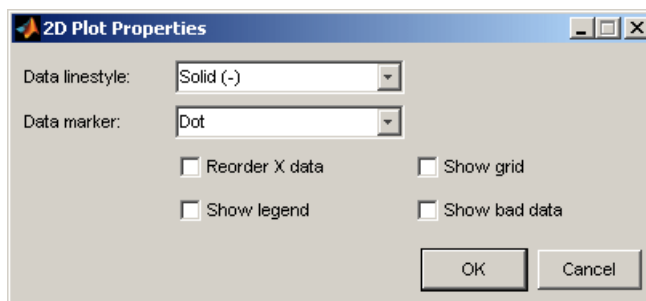 2D Plot Properties
Data linestyle: Solid (-)
Data marker: Dot
Reorder X data Show grid
Show legend Show bad data
OK Cancel